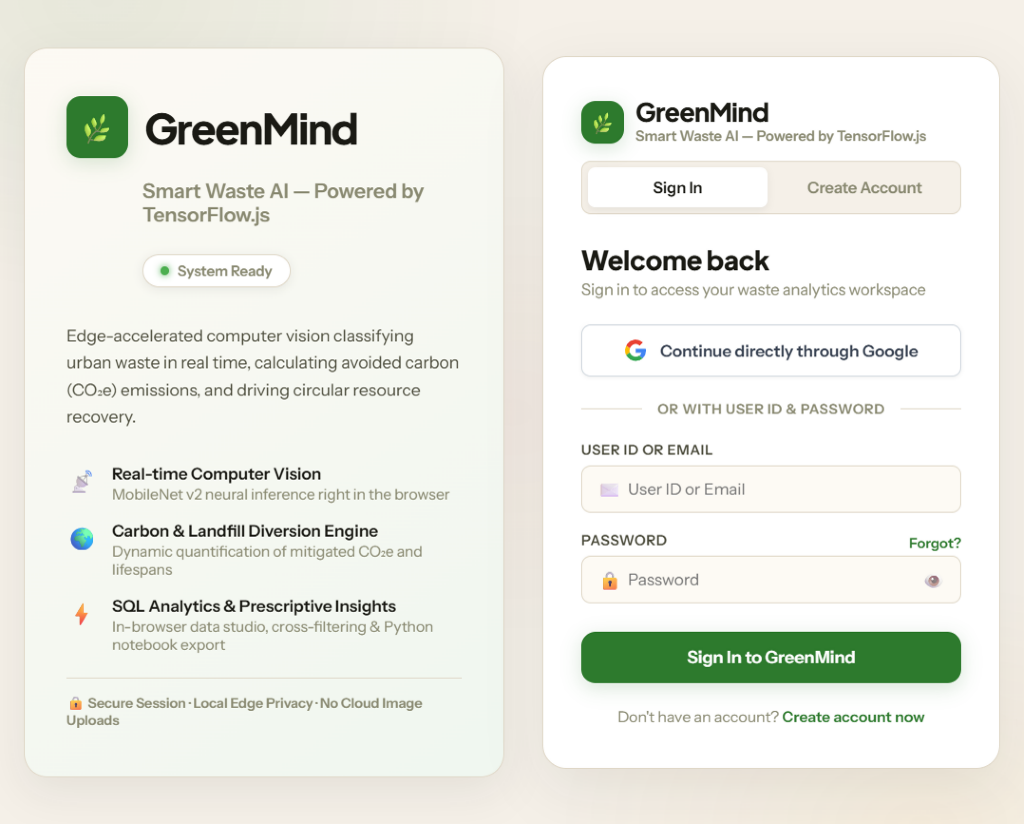 GreenMind
Smart Waste AI — Powered by
TensorFlow.js
System Ready
Edge-accelerated computer vision classifying
urban waste in real time, calculating avoided carbon
(CO₂e) emissions, and driving circular resource
recovery.
Real-time Computer Vision
MobileNet v2 neural inference right in the browser
Carbon & Landfill Diversion Engine
Dynamic quantification of mitigated CO₂e and
lifespans
SQL Analytics & Prescriptive Insights
In-browser data studio, cross-filtering & Python
notebook export
Secure Session · Local Edge Privacy · No Cloud Image
Uploads
GreenMind
Smart Waste AI — Powered by TensorFlow.js
Sign In
Create Account
Welcome back
Sign in to access your waste analytics workspace
Continue directly through Google
OR WITH USER ID & PASSWORD
USER ID OR EMAIL
User ID or Email
PASSWORD
Forgot?
Password
Sign In to GreenMind
Don't have an account? Create account now